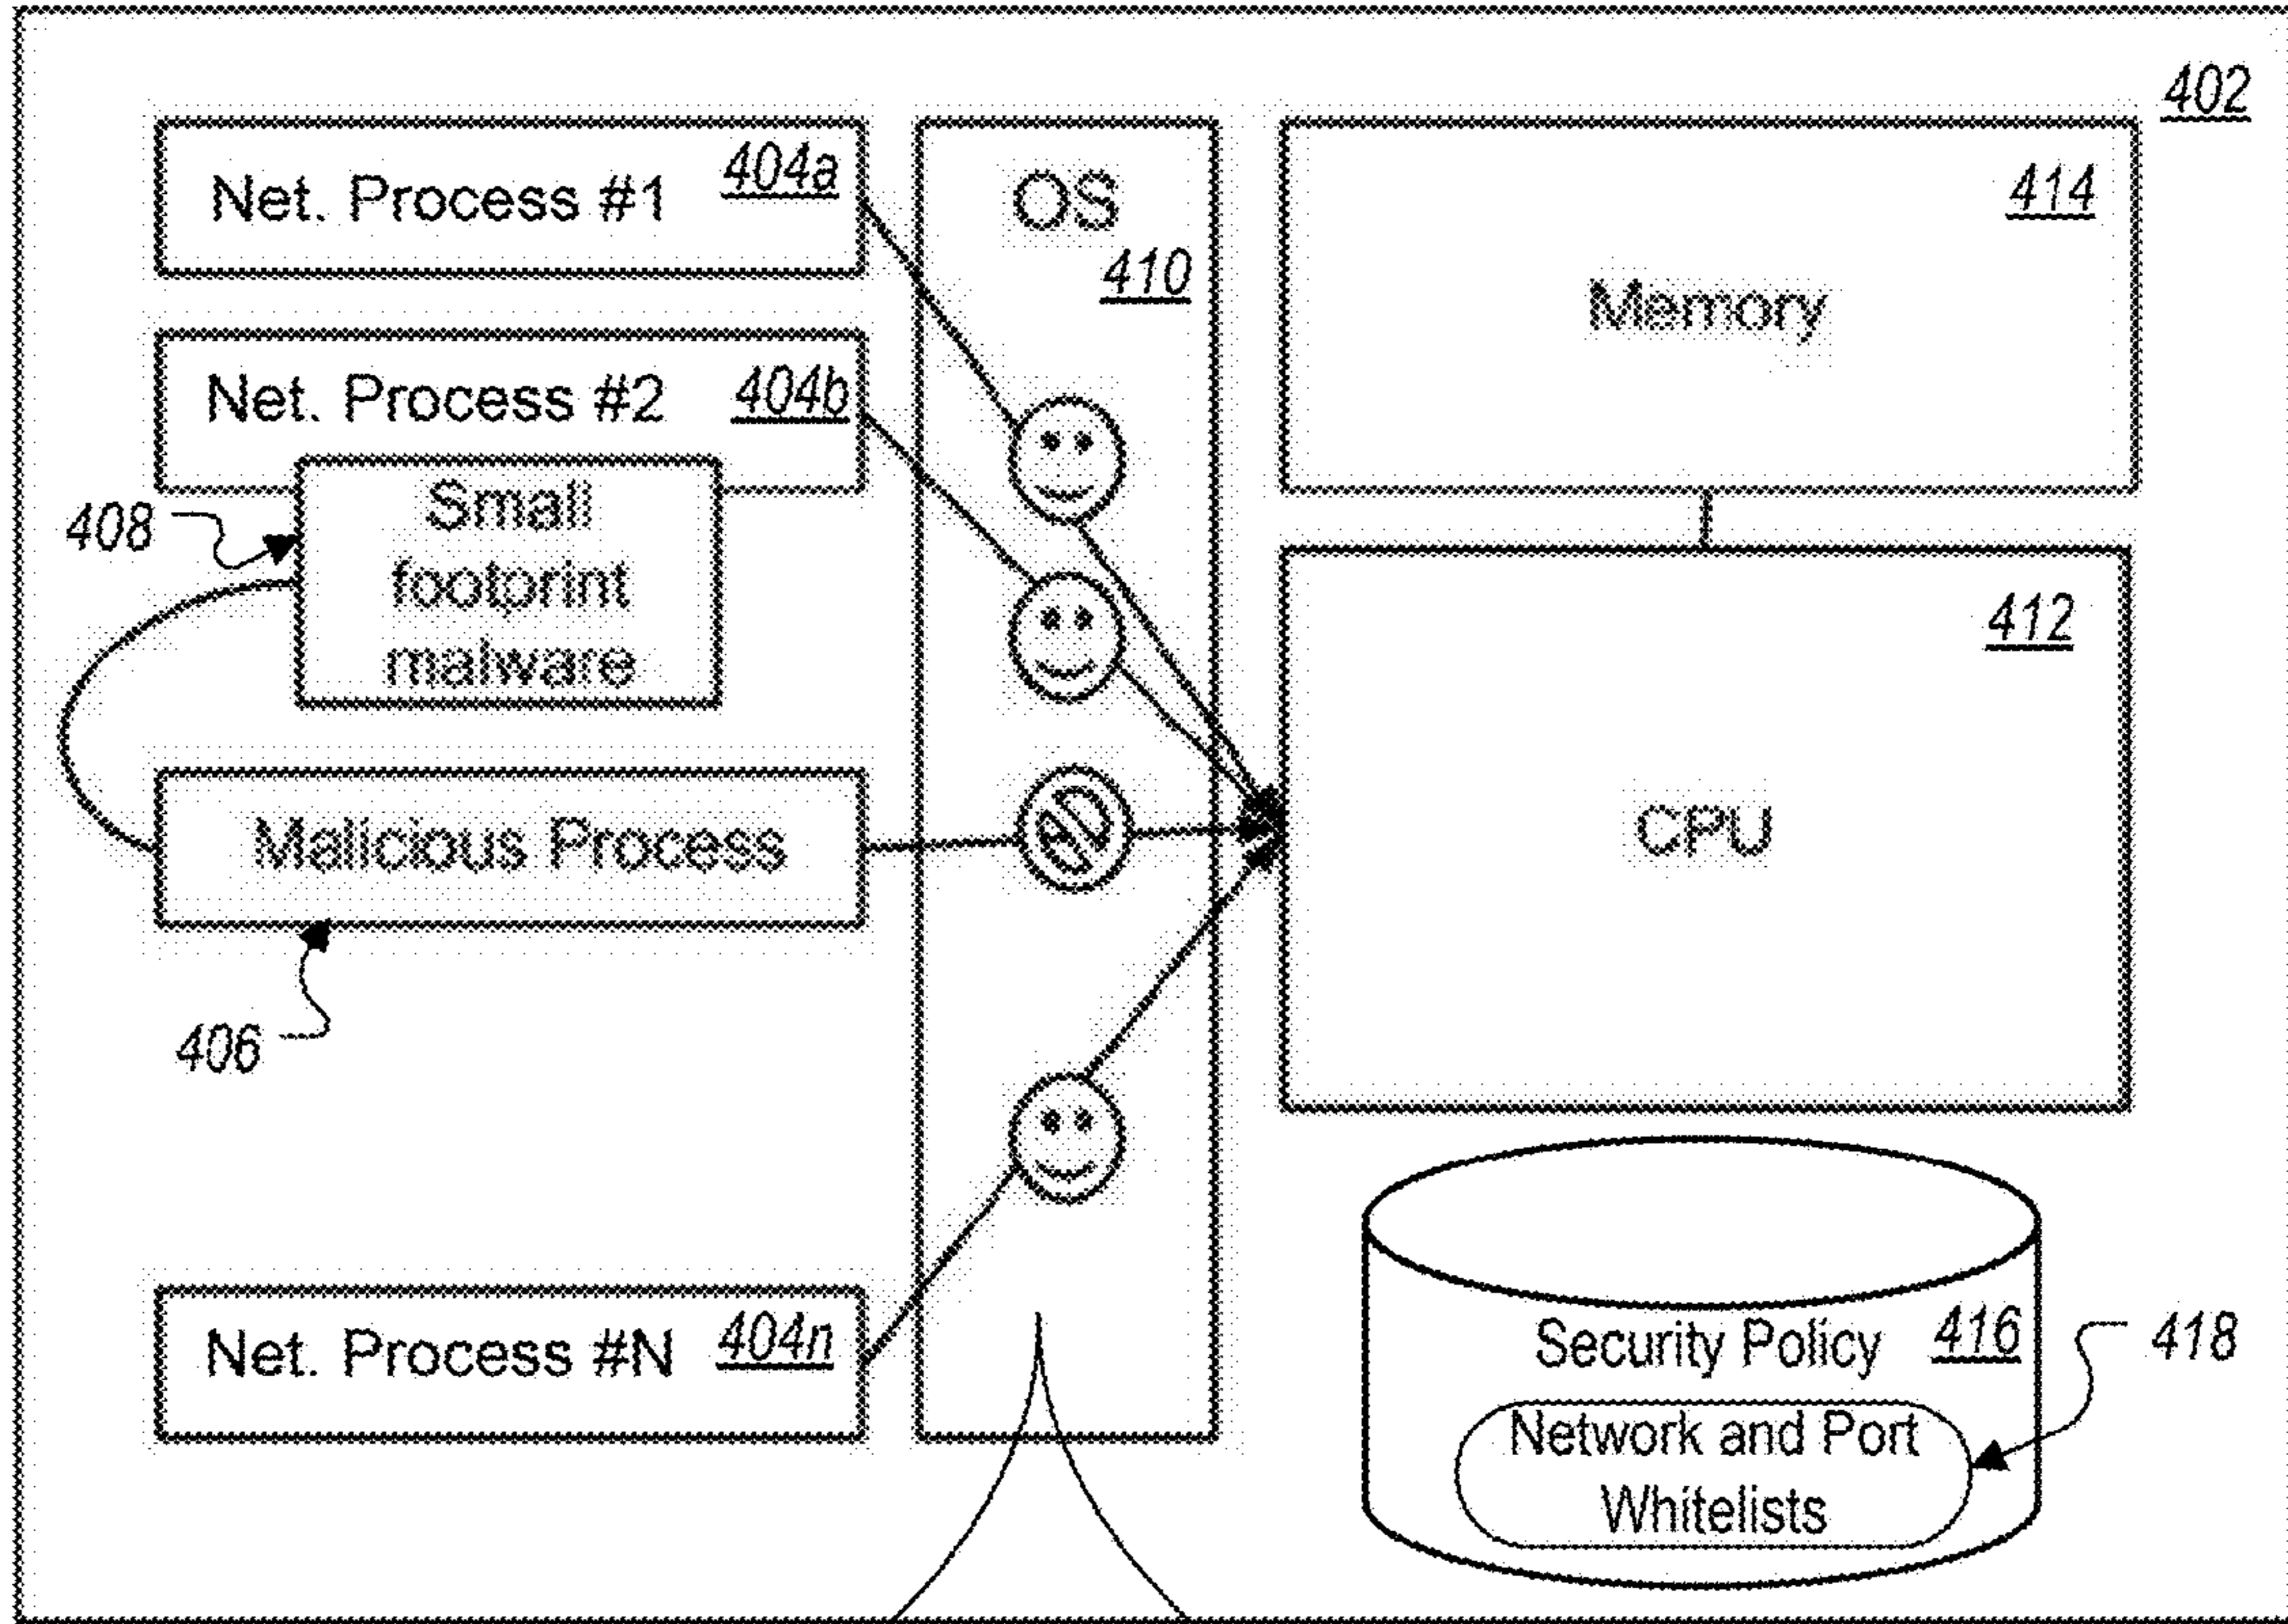 402
Net. Process #1 404a
OS
410
414
Memory
Net. Process #2 404b
408
Small
footprint
malware
412
CPU
Malicious Process
406
Net. Process #N 404n
Security Policy 416
418
Network and Port
Whitelists